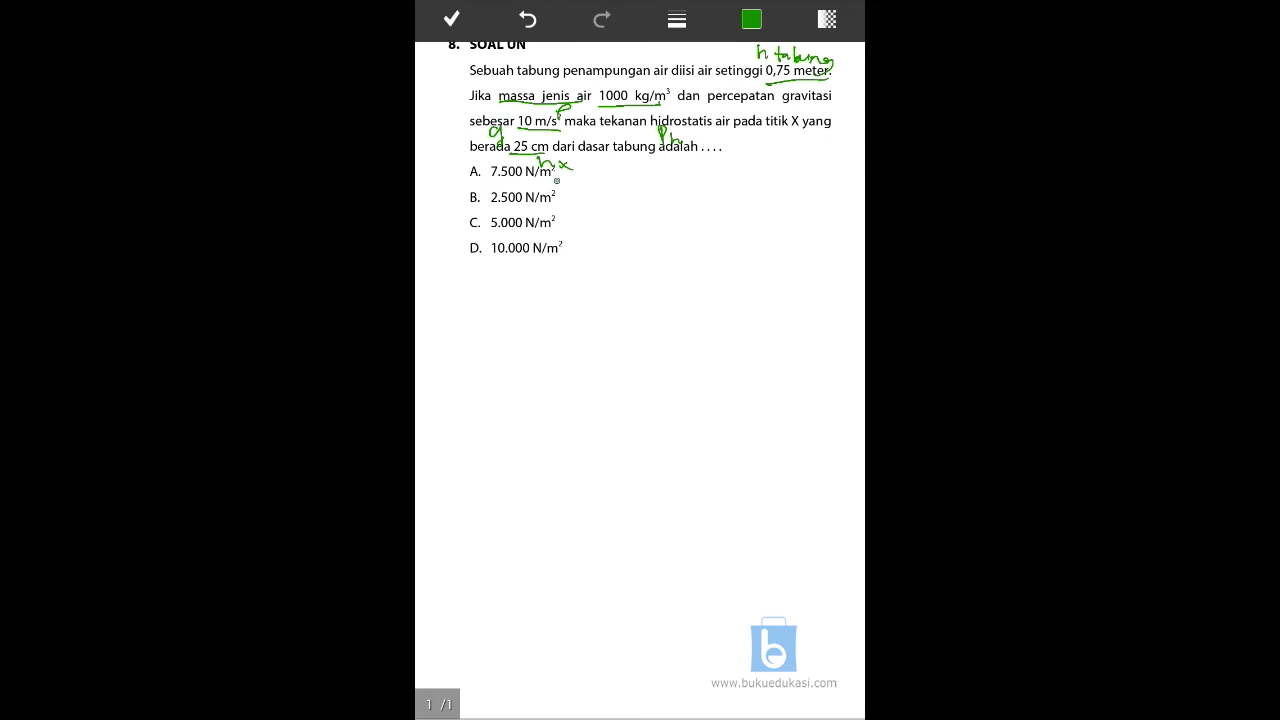 8. SOAL UN
h tabung
Sebuah tabung penampungan air diisi air setinggi 0,75 meter.
Jika massa jenis air 1000 kg/m³ dan percepatan gravitasi
ρ
sebesar 10 m/s² maka tekanan hidrostatis air pada titik X yang
g Ph
berada 25 cm dari dasar tabung adalah . . . .
h x
A. 7.500 N/m²
B. 2.500 N/m²
C. 5.000 N/m²
D. 10.000 N/m²
b
www.bukuedukasi.com
1 /1